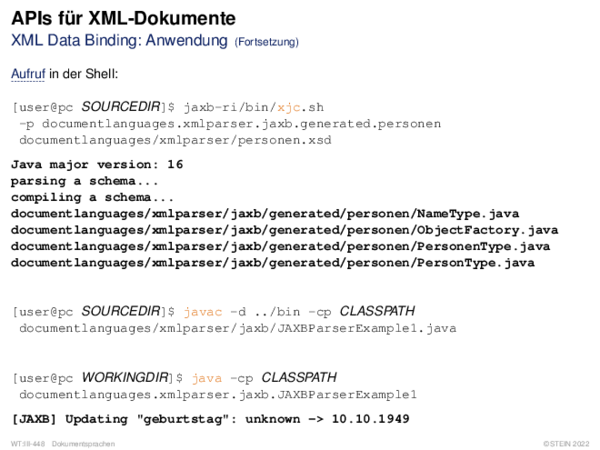 APIs für XML-Dokumente
XML Data Binding: Anwendung (Fortsetzung)
Aufruf in der Shell:
[user@pc SOURCEDIR]$ jaxb-ri/bin/xjc.sh
-p documentlanguages.xmlparser.jaxb.generated.personen
documentlanguages/xmlparser/personen.xsd
Java major version: 16
parsing a schema...
compiling a schema...
documentlanguages/xmlparser/jaxb/generated/personen/NameType.java
documentlanguages/xmlparser/jaxb/generated/personen/ObjectFactory.java
documentlanguages/xmlparser/jaxb/generated/personen/PersonenType.java
documentlanguages/xmlparser/jaxb/generated/personen/PersonType.java
[user@pc SOURCEDIR]$ javac -d ../bin -cp CLASSPATH
documentlanguages/xmlparser/jaxb/JAXBParserExample1.java
[user@pc WORKINGDIR]$ java -cp CLASSPATH
documenlanguages.xmlparser.jaxb.JAXBParserExample1
[JAXB] Updating "geburtstag": unknown -> 10.10.1949
WT:III-448 Dokumentsprachen ©STEIN 2022